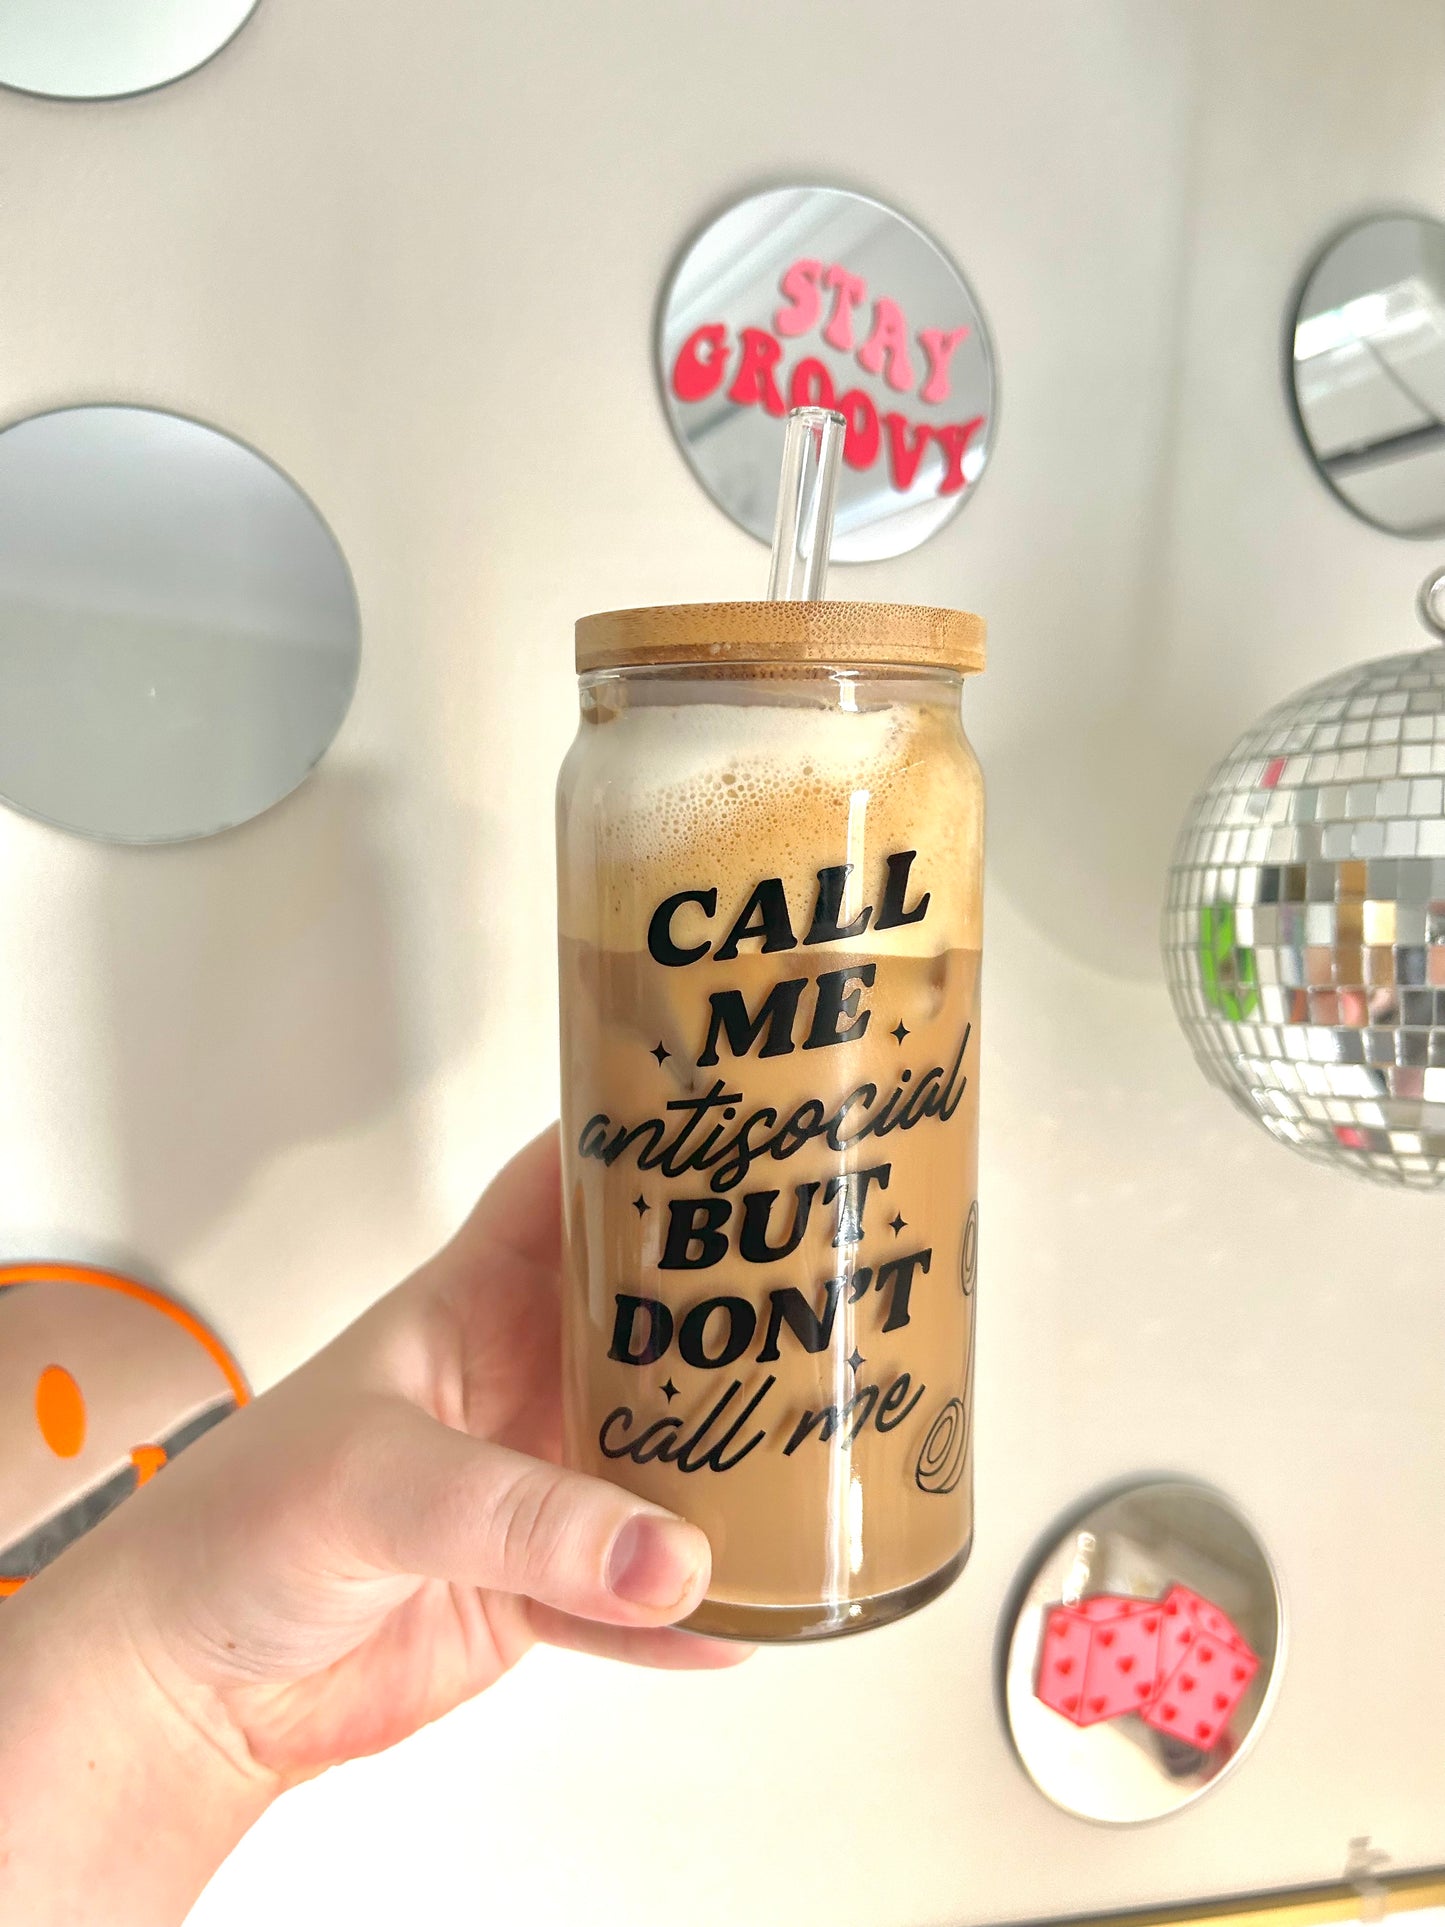 STAY
GROOVY
CALL
ME
antisocial
BUT
DON'T
call me